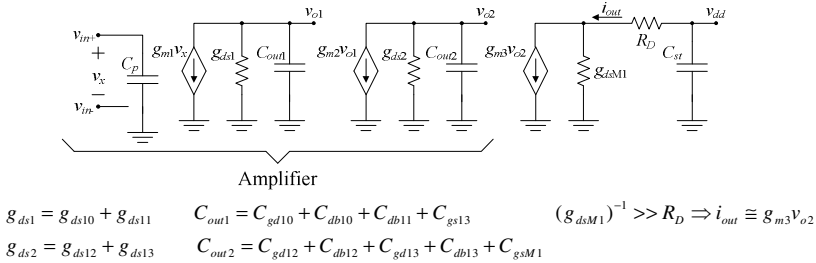 v_{o1} v_{o2} i_{out} v_{dd}
v_{in+} + v_x − v_{in-} C_p g_{m1}v_x g_{ds1} C_{out1} g_{m2}v_{o1} g_{ds2} C_{out2} g_{m3}v_{o2} g_{dsM1} R_D C_{st}
Amplifier
g_{ds1} = g_{ds10} + g_{ds11} C_{out1} = C_{gd10} + C_{db10} + C_{db11} + C_{gs13} (g_{dsM1})^{-1} >> R_D ⇒ i_{out} ≅ g_{m3}v_{o2}
g_{ds2} = g_{ds12} + g_{ds13} C_{out2} = C_{gd12} + C_{db12} + C_{gd13} + C_{db13} + C_{gsM1}